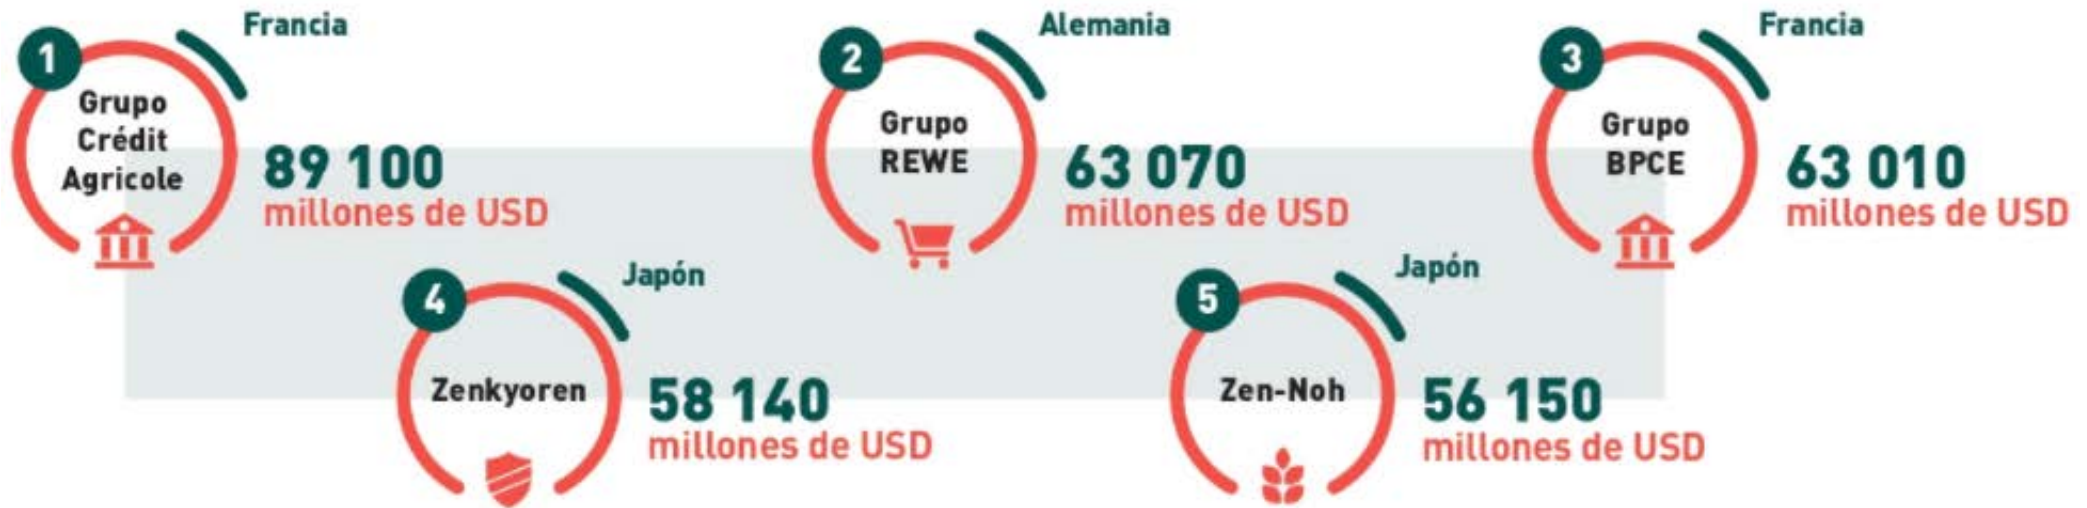 1
Francia
Grupo
Crédit
Agricole
89 100
millones de USD
2
Alemania
Grupo
REWE
63 070
millones de USD
3
Francia
Grupo
BPCE
63 010
millones de USD
4
Japón
Zenkyoren
58 140
millones de USD
5
Japón
Zen-Noh
56 150
millones de USD